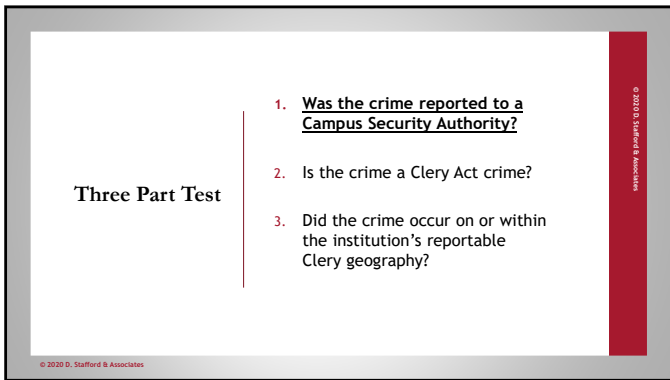 Three Part Test
1. Was the crime reported to a
Campus Security Authority?
2. Is the crime a Clery Act crime?
3. Did the crime occur on or within
the institution's reportable
Clery geography?
© 2020 D. Stafford & Associates
© 2020 D. Stafford & Associates